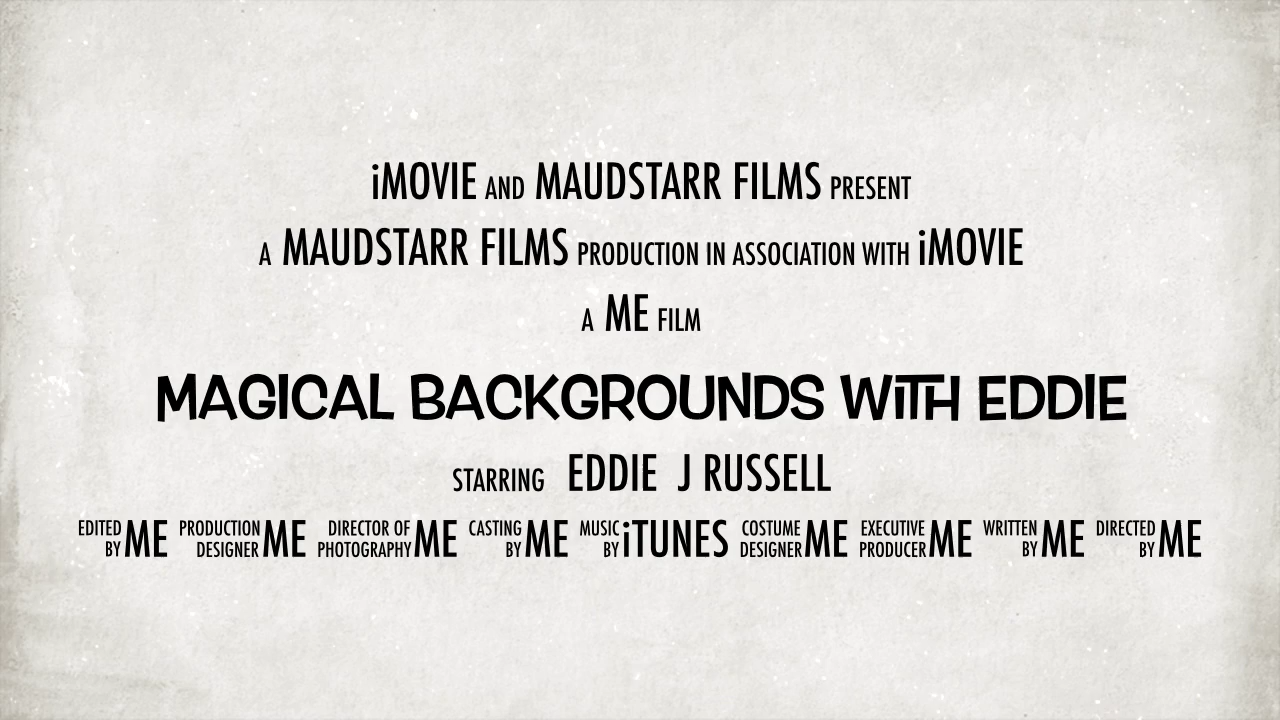 iMOVIE AND MAUDSTARR FILMS PRESENT
A MAUDSTARR FILMS PRODUCTION IN ASSOCIATION WITH iMOVIE
A ME FILM
MAGICAL BACKGROUNDS WiTH EDDIE
STARRING EDDIE J RUSSELL
EDITED BY ME PRODUCTION DESIGNER ME DIRECTOR OF PHOTOGRAPHY ME CASTING BY ME MUSIC BY iTUNES COSTUME DESIGNER ME EXECUTIVE PRODUCER ME WRITTEN BY ME DIRECTED BY ME